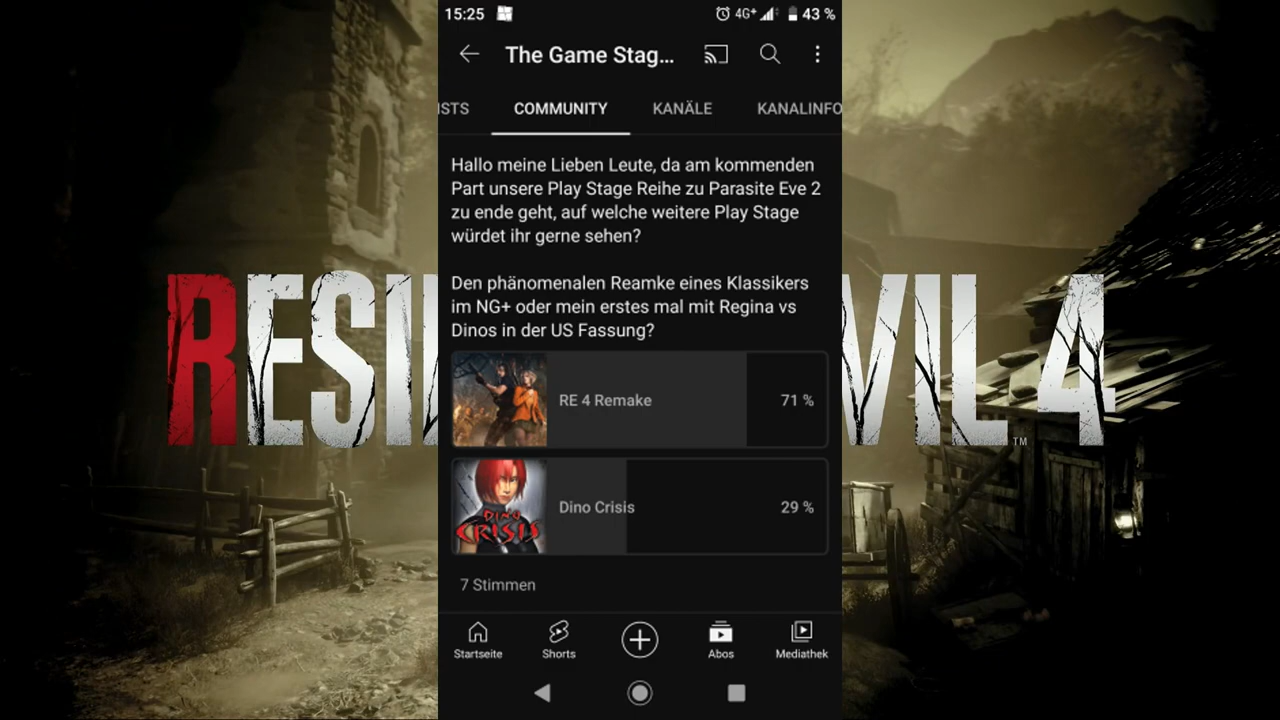 15:25
4G+
43 %
The Game Stag...
ISTS
COMMUNITY
KANÄLE
KANALINFO
Hallo meine Lieben Leute, da am kommenden
Part unsere Play Stage Reihe zu Parasite Eve 2
zu ende geht, auf welche weitere Play Stage
würdet ihr gerne sehen?
Den phänomenalen Reamke eines Klassikers
im NG+ oder mein erstes mal mit Regina vs
Dinos in der US Fassung?
RESI
VIL 4
TM
RE 4 Remake
71 %
DINO
CRISIS
Dino Crisis
29 %
7 Stimmen
Startseite
Shorts
Abos
Mediathek